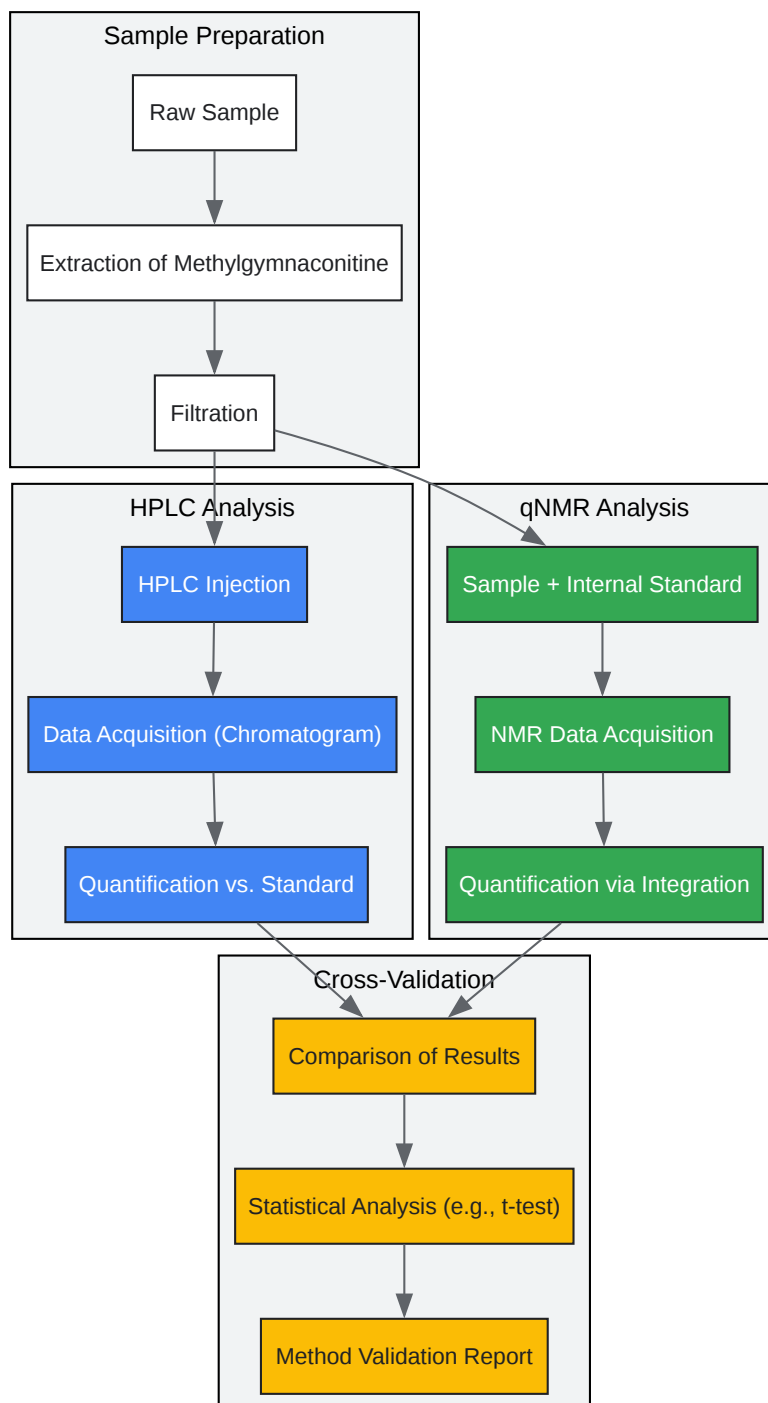 Sample Preparation
Raw Sample
Extraction of Methylgymnaconitine
Filtration
HPLC Analysis
HPLC Injection
Data Acquisition (Chromatogram)
Quantification vs. Standard
qNMR Analysis
Sample + Internal Standard
NMR Data Acquisition
Quantification via Integration
Cross-Validation
Comparison of Results
Statistical Analysis (e.g., t-test)
Method Validation Report